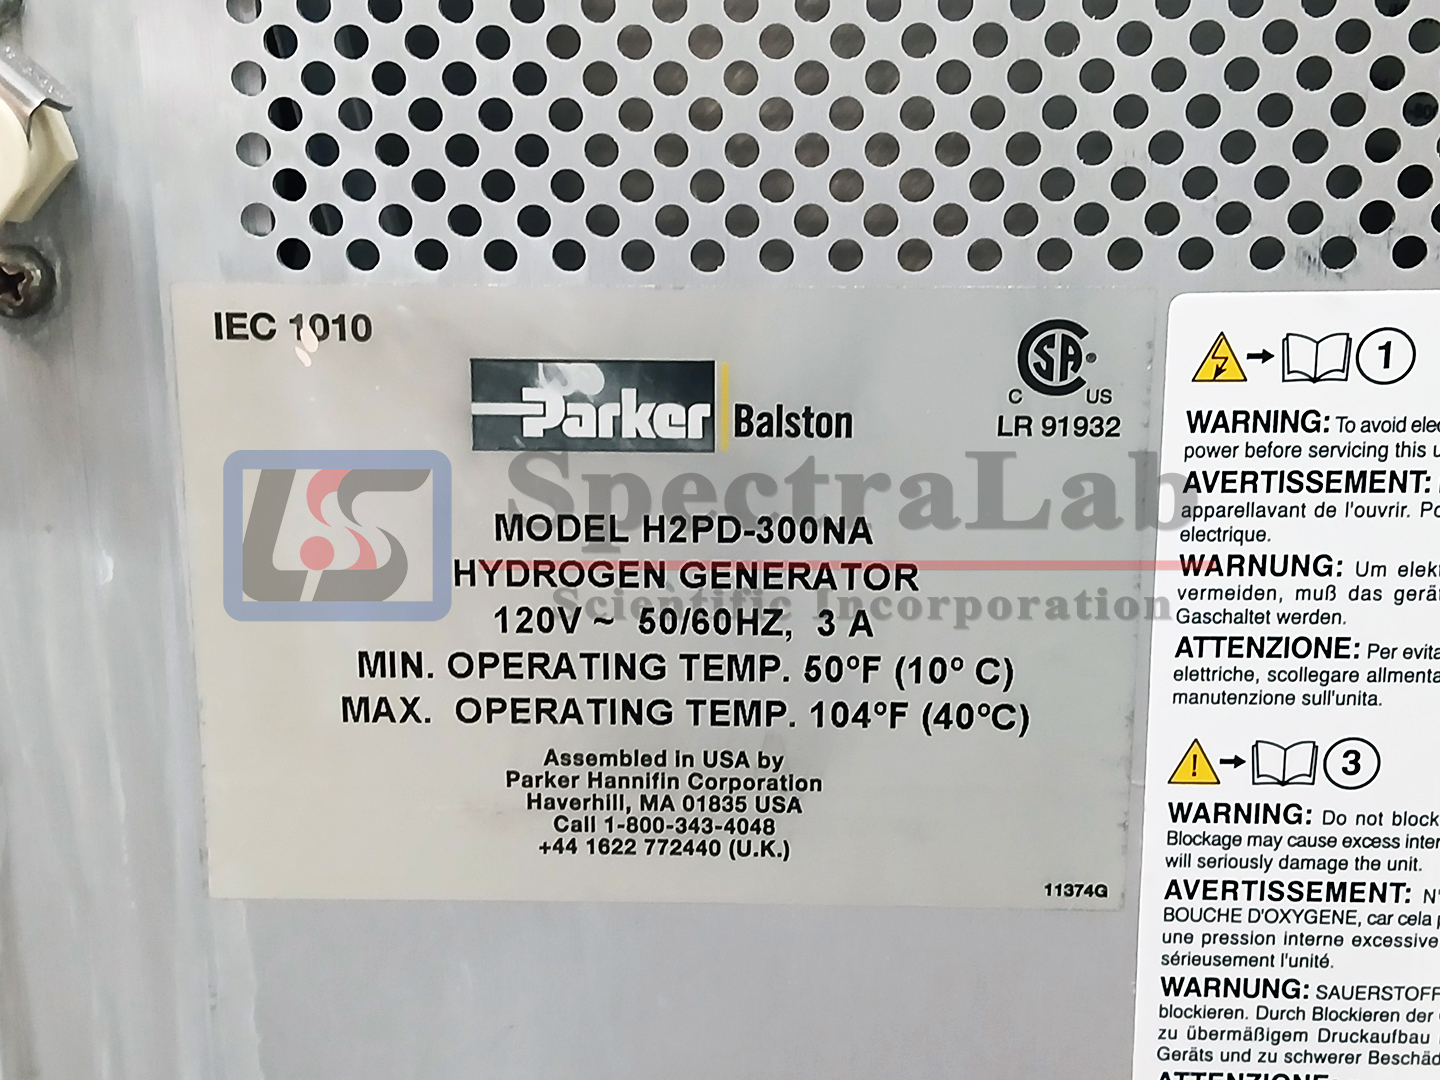 IEC 1010
Parker Balston
CSA®
C US
LR 91932
SpectraLab
Scientific Incorporation
LS
MODEL H2PD-300NA
HYDROGEN GENERATOR
120V ~ 50/60HZ, 3 A
MIN. OPERATING TEMP. 50°F (10° C)
MAX. OPERATING TEMP. 104°F (40°C)
Assembled in USA by
Parker Hannifin Corporation
Haverhill, MA 01835 USA
Call 1-800-343-4048
+44 1622 772440 (U.K.)
11374G
1
WARNING: To avoid
power before servicing this
AVERTISSEMENT:
apparellavant de l'ouvrir.
electrique.
WARNUNG: Um
vermeiden, muß das
Gaschaltet werden.
ATTENZIONE: Per
elettriche, scollegare
manutenzione sull'unita.
3
WARNING: Do not
Blockage may cause excess
will seriously damage the unit.
AVERTISSEMENT:
BOUCHE D'OXYGENE, car cela
une pression interne excessive
sérieusement l'unité.
WARNUNG:
blockieren. Durch Blockieren der
zu übermäßigem Druckaufbau
Geräts und zu schwerer